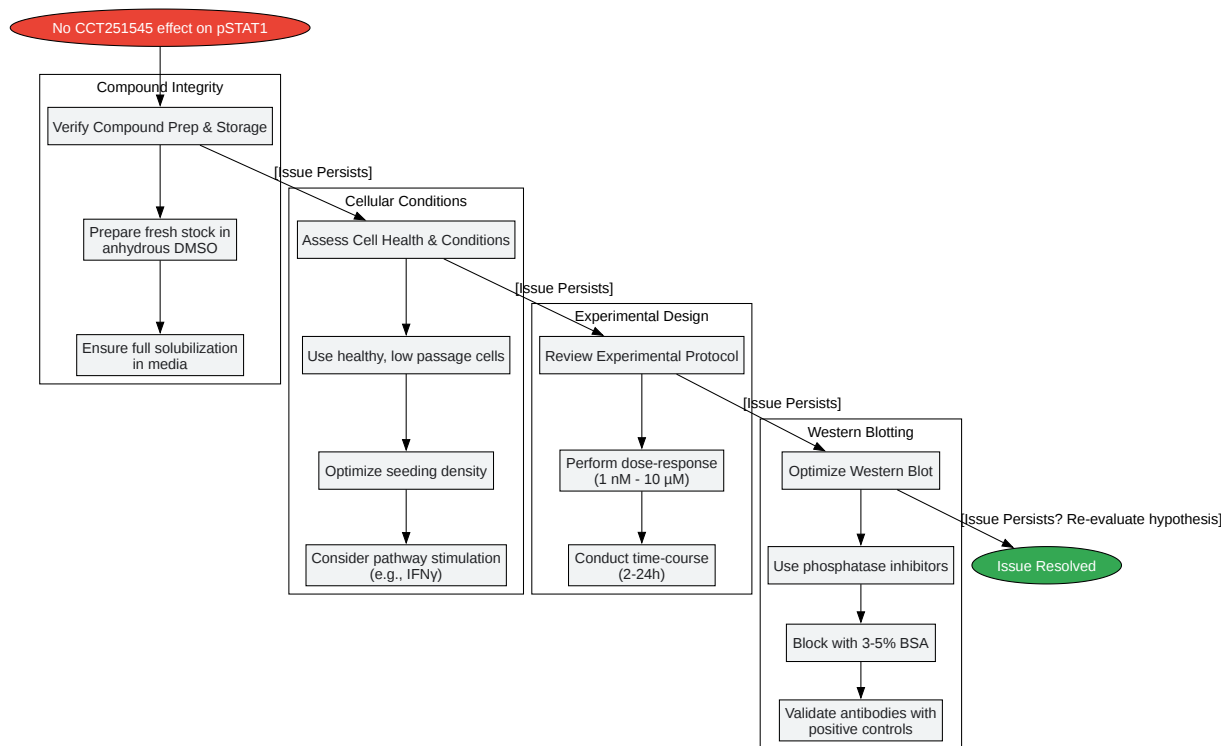 No CCT251545 effect on pSTAT1
Compound Integrity
Verify Compound Prep & Storage
[Issue Persists]
Prepare fresh stock in
anhydrous DMSO
Ensure full solubilization
in media
Cellular Conditions
Assess Cell Health & Conditions
[Issue Persists]
Use healthy, low passage cells
Optimize seeding density
Consider pathway stimulation
(e.g., IFNγ)
Experimental Design
Review Experimental Protocol
[Issue Persists]
Perform dose-response
(1 nM - 10 µM)
Conduct time-course
(2-24h)
Western Blotting
Optimize Western Blot
[Issue Persists? Re-evaluate hypothesis]
Use phosphatase inhibitors
Issue Resolved
Block with 3-5% BSA
Validate antibodies with
positive controls